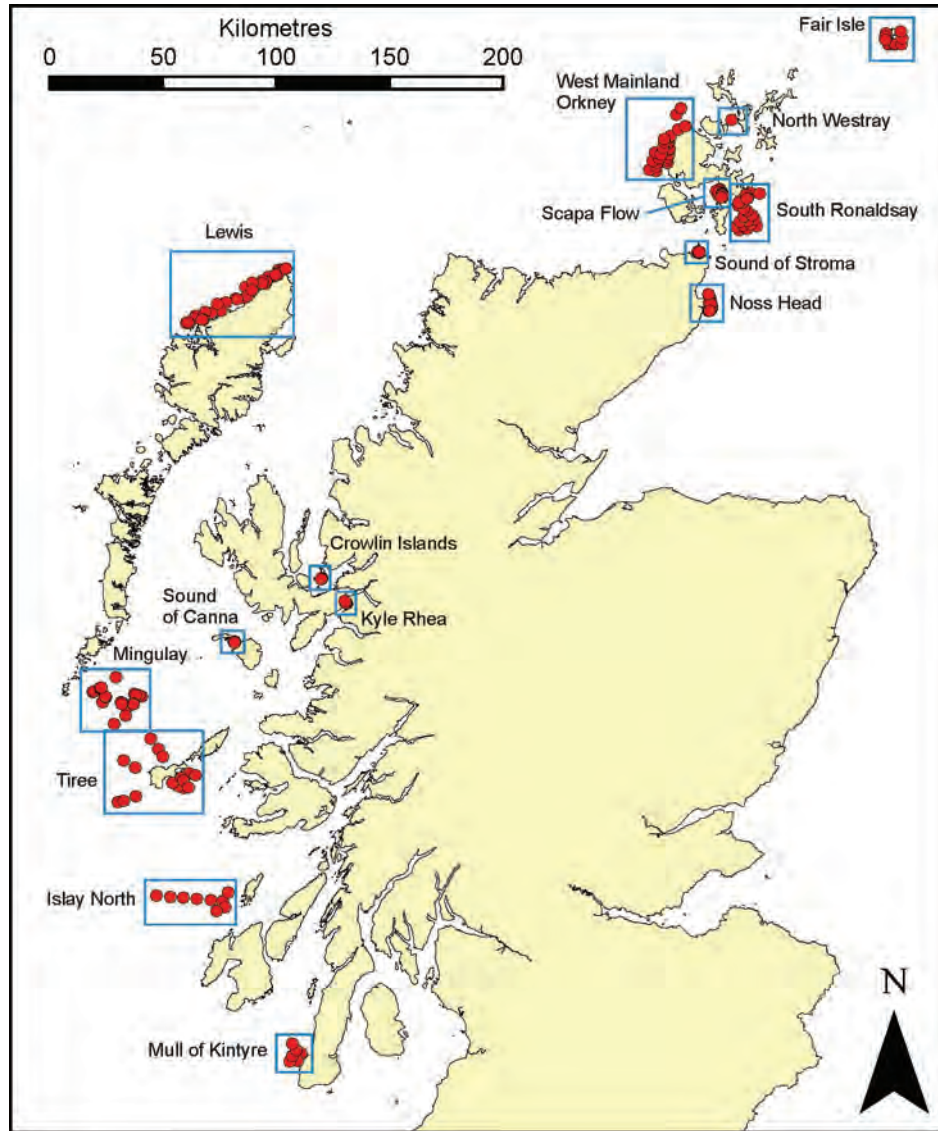 Kilometres
0 50 100 150 200
Fair Isle
West Mainland
Orkney
North Westray
Scapa Flow
South Ronaldsay
Lewis
Sound of Stroma
Noss Head
Crowlin Islands
Sound
of Canna
Kyle Rhea
Mingulay
Tiree
Islay North
N
Mull of Kintyre